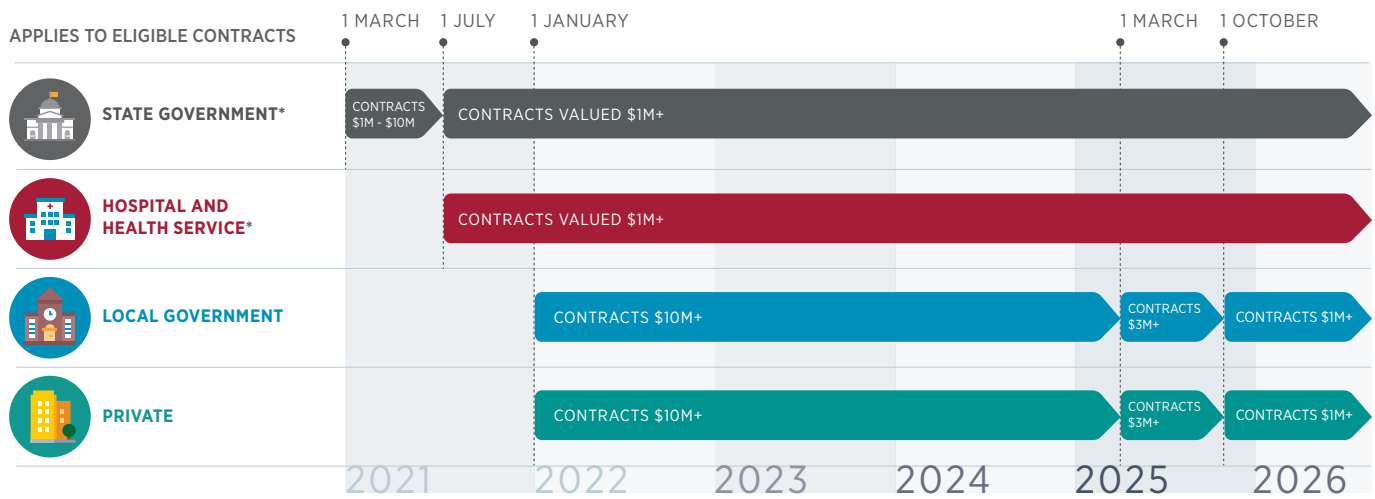 1 MARCH
1 JULY
1 JANUARY
1 MARCH
1 OCTOBER
APPLIES TO ELIGIBLE CONTRACTS
STATE GOVERNMENT*
CONTRACTS
$1M - $10M
CONTRACTS VALUED $1M+
HOSPITAL AND
HEALTH SERVICE*
CONTRACTS VALUED $1M+
LOCAL GOVERNMENT
CONTRACTS $10M+
CONTRACTS
$3M+
CONTRACTS $1M+
PRIVATE
CONTRACTS $10M+
CONTRACTS
$3M+
CONTRACTS $1M+
2021
2022
2023
2024
2025
2026